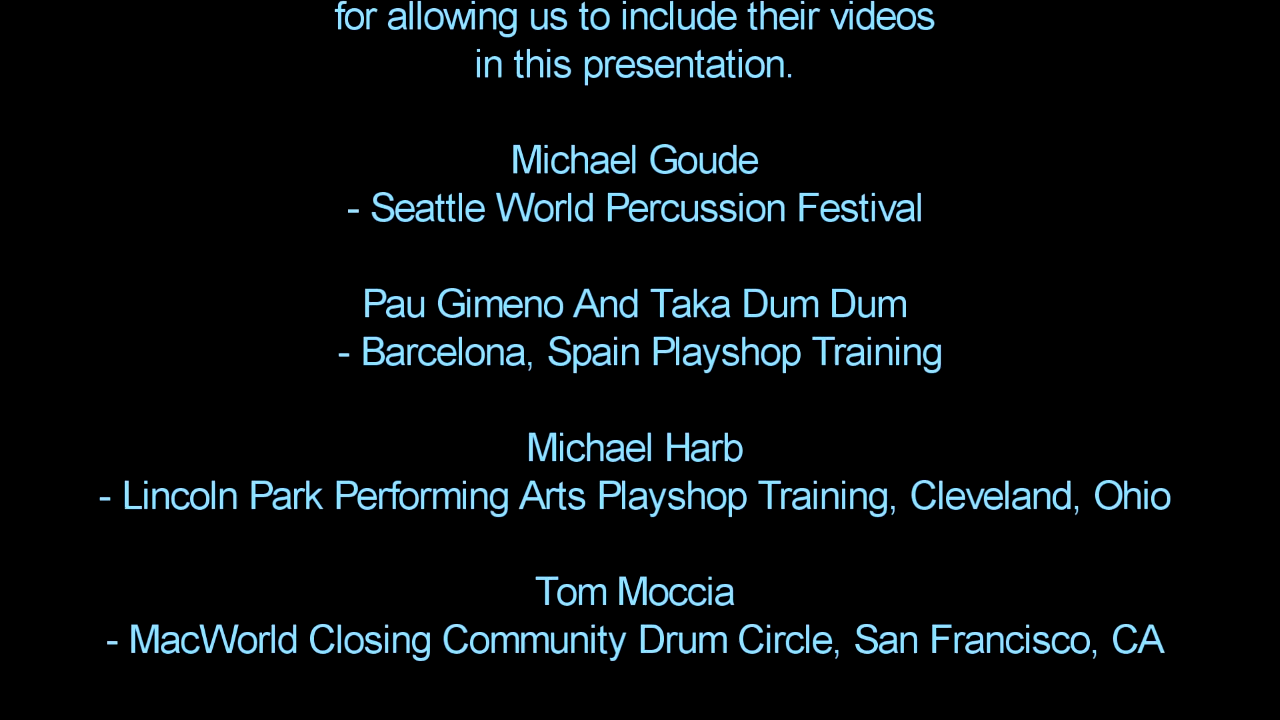 for allowing us to include their videos
in this presentation.
Michael Goude
- Seattle World Percussion Festival
Pau Gimeno And Taka Dum Dum
- Barcelona, Spain Playshop Training
Michael Harb
- Lincoln Park Performing Arts Playshop Training, Cleveland, Ohio
Tom Moccia
- MacWorld Closing Community Drum Circle, San Francisco, CA